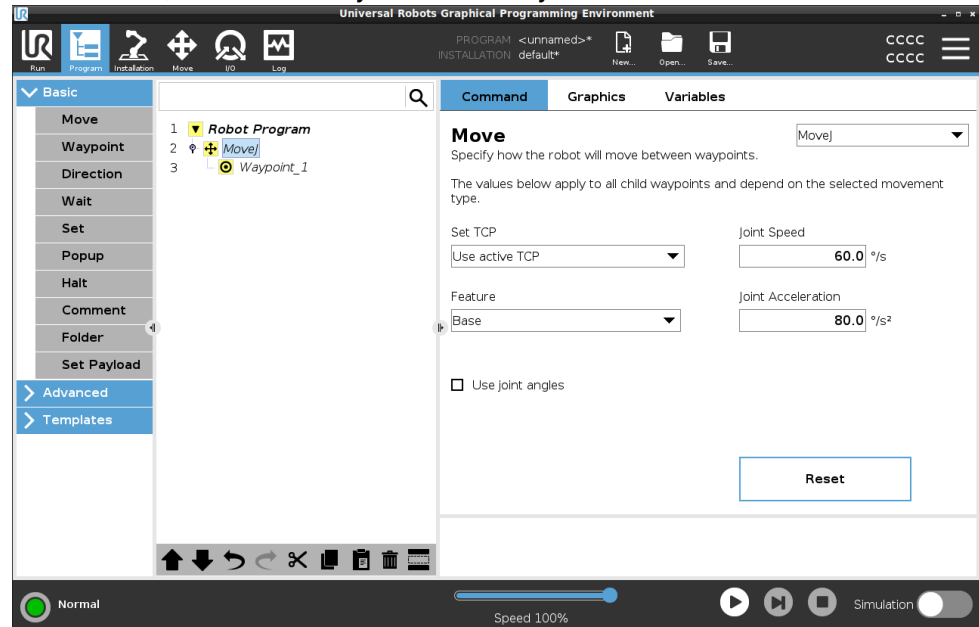 Universal Robots Graphical Programming Environment
UR
Run
Program
Installation
Move
I/O
Log
PROGRAM <unnamed>*
INSTALLATION default*
New...
Open...
Save...
CCCC
CCCC
Basic
Move
Waypoint
Direction
Wait
Set
Popup
Halt
Comment
Folder
Set Payload
Advanced
Templates
1 Robot Program
2 MoveJ
3 Waypoint_1
Command Graphics Variables
Move
MoveJ
Specify how the robot will move between waypoints.
The values below apply to all child waypoints and depend on the selected movement
type.
Set TCP
Use active TCP
Joint Speed
60.0 °/s
Feature
Base
Joint Acceleration
80.0 °/s²
Use joint angles
Reset
Normal
Speed 100%
Simulation